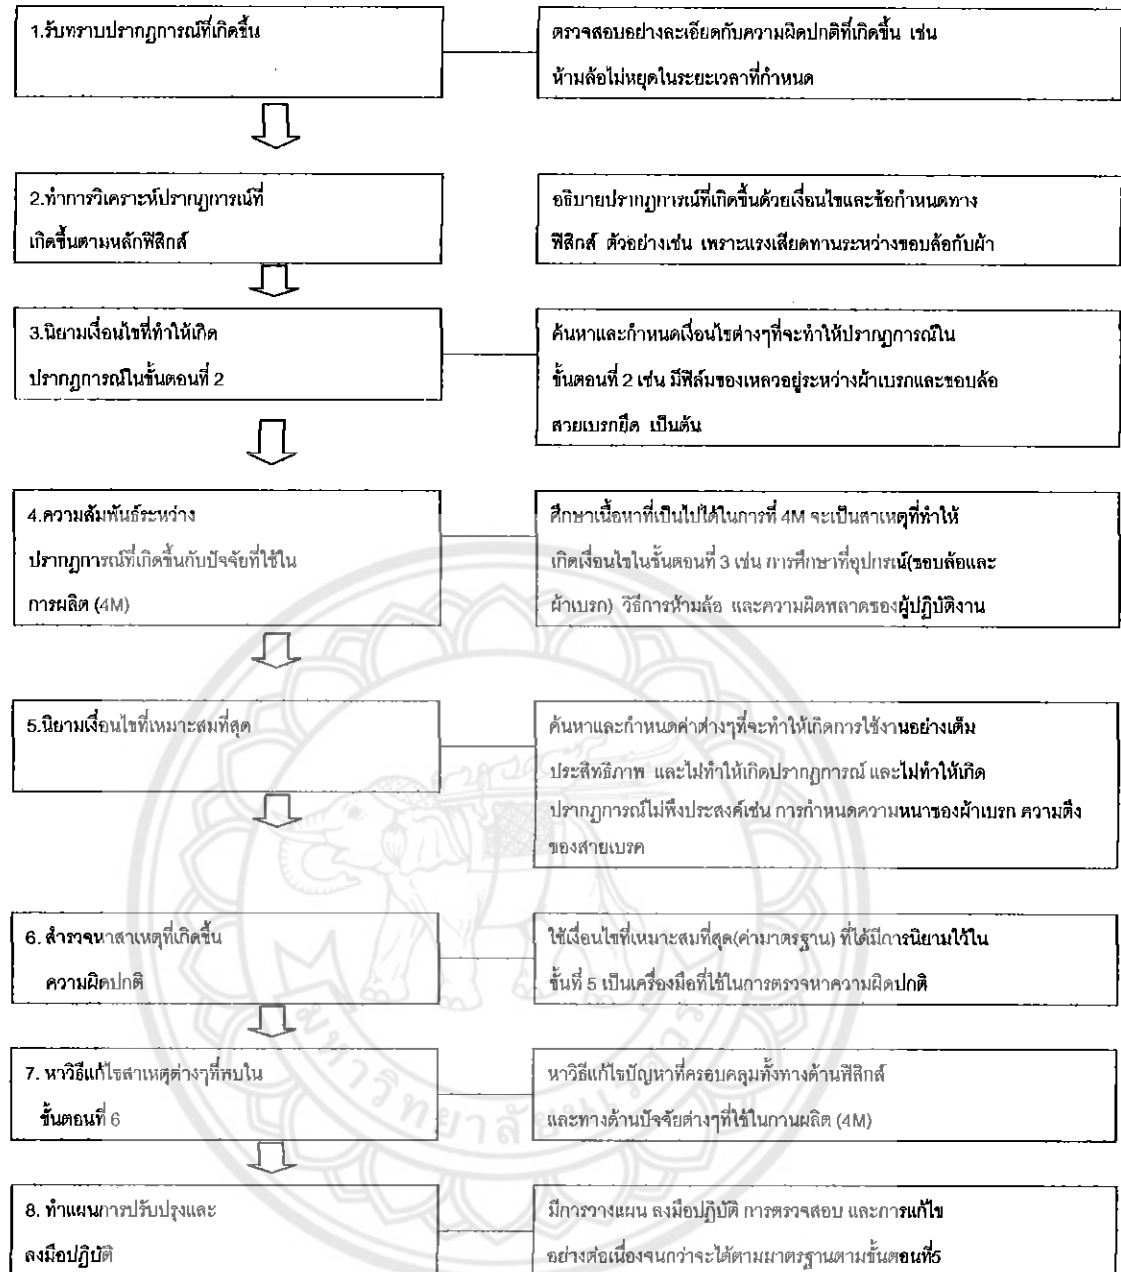 1.รับทราบปรากฏการณ์ที่เกิดขึ้น
ตรวจสอบอย่างละเอียดกับความผิดปกติที่เกิดขึ้น เช่น
ห้ามล้อไม่หยุดในระยะเวลาที่กำหนด
2.ทำการวิเคราะห์ปรากฏการณ์ที่
เกิดขึ้นตามหลักฟิสิกส์
อธิบายปรากฏการณ์ที่เกิดขึ้นด้วยเงื่อนไขและข้อกำหนดทาง
ฟิสิกส์ ตัวอย่างเช่น เพราะแรงเสียดทานระหว่างขอบล้อกับผ้า
3.นิยามเงื่อนไขที่ทำให้เกิด
ปรากฏการณ์ในขั้นตอนที่ 2
ค้นหาและกำหนดเงื่อนไขต่างๆที่จะทำให้ปรากฏการณ์ใน
ขั้นตอนที่ 2 เช่น มีฟิล์มของเหลวอยู่ระหว่างผ้าเบรกและขอบล้อ
สายเบรกยืด เป็นต้น
4.ความสัมพันธ์ระหว่าง
ปรากฏการณ์ที่เกิดขึ้นกับปัจจัยที่ใช้ใน
การผลิต (4M)
ศึกษาเนื้อหาที่เป็นไปได้ในการที่ 4M จะเป็นสาเหตุที่ทำให้
เกิดเงื่อนไขในขั้นตอนที่ 3 เช่น การศึกษาที่อุปกรณ์(ขอบล้อและ
ผ้าเบรก) วิธีการห้ามล้อ และความผิดพลาดของผู้ปฏิบัติงาน
5.นิยามเงื่อนไขที่เหมาะสมที่สุด
ค้นหาและกำหนดค่าต่างๆที่จะทำให้เกิดการใช้งานอย่างเต็ม
ประสิทธิภาพ และไม่ทำให้เกิดปรากฏการณ์ และไม่ทำให้เกิด
ปรากฏการณ์ไม่พึงประสงค์เช่น การกำหนดความหนาของผ้าเบรก ความตึง
ของสายเบรค
6. สำรวจหาสาเหตุที่เกิดขึ้น
ความผิดปกติ
ใช้เงื่อนไขที่เหมาะสมที่สุด(ค่ามาตรฐาน) ที่ได้มีการนิยามไว้ใน
ขั้นที่ 5 เป็นเครื่องมือที่ใช้ในการตรวจหาความผิดปกติ
7. หาวิธีแก้ไขสาเหตุต่างๆที่พบใน
ขั้นตอนที่ 6
หาวิธีแก้ไขปัญหาที่ครอบคลุมทั้งทางด้านฟิสิกส์
และทางด้านปัจจัยต่างๆที่ใช้ในกานผลิต (4M)
8. ทำแผนการปรับปรุงและ
ลงมือปฏิบัติ
มีการวางแผน ลงมือปฏิบัติ การตรวจสอบ และการแก้ไข
อย่างต่อเนื่องจนกว่าจะได้ตามมาตรฐานตามขั้นตอนที่5
มหาวิทยาลัยนเรศวร